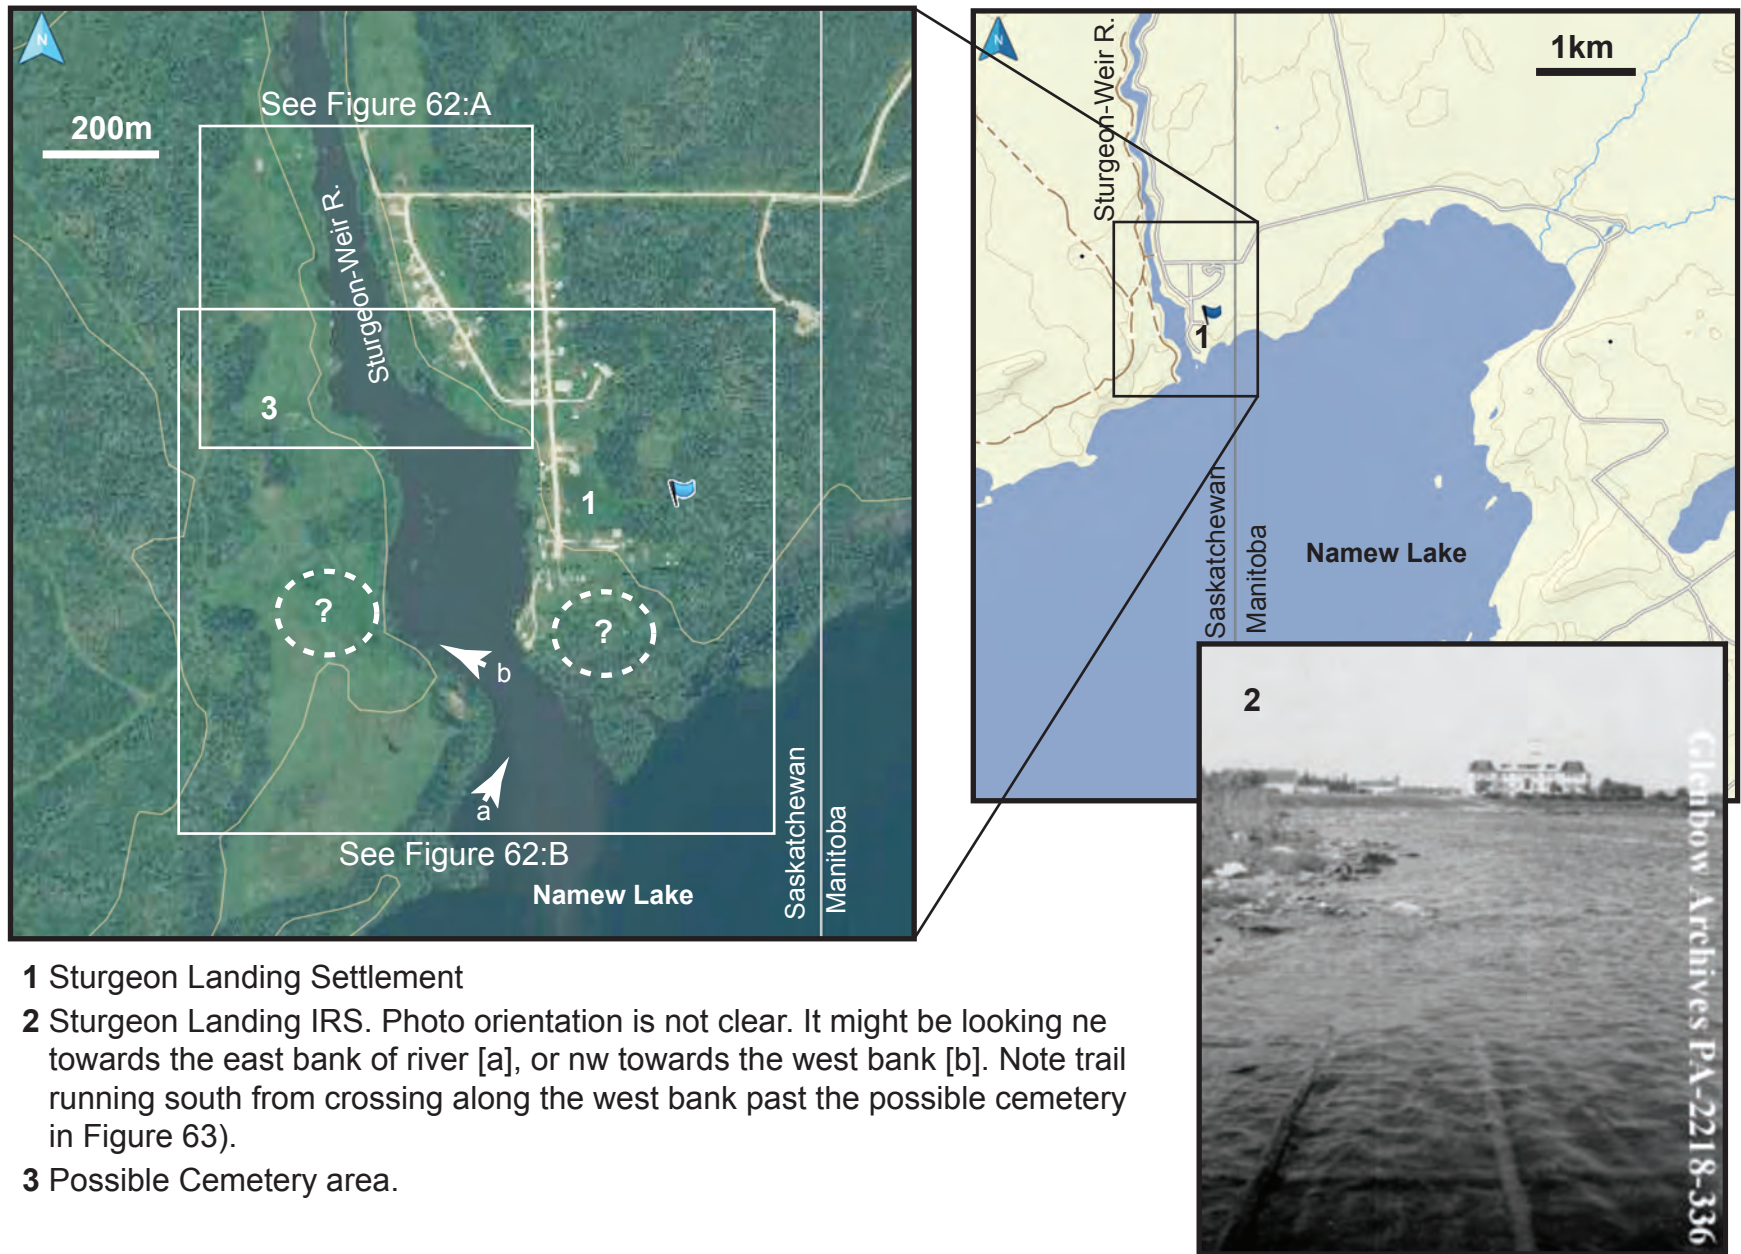 N
See Figure 62:A
200m
Sturgeon-Weir R.
Sturgeon-Weir R.
3
1
?
?
b
a
See Figure 62:B
Namew Lake
Saskatchewan
Manitoba
N
Sturgeon-Weir R.
1km
1
Saskatchewan
Manitoba
Namew Lake
2
Glenbow Archives PA-2218-336
1 Sturgeon Landing Settlement
2 Sturgeon Landing IRS. Photo orientation is not clear. It might be looking ne
towards the east bank of river [a], or nw towards the west bank [b]. Note trail
running south from crossing along the west bank past the possible cemetery
in Figure 63).
3 Possible Cemetery area.